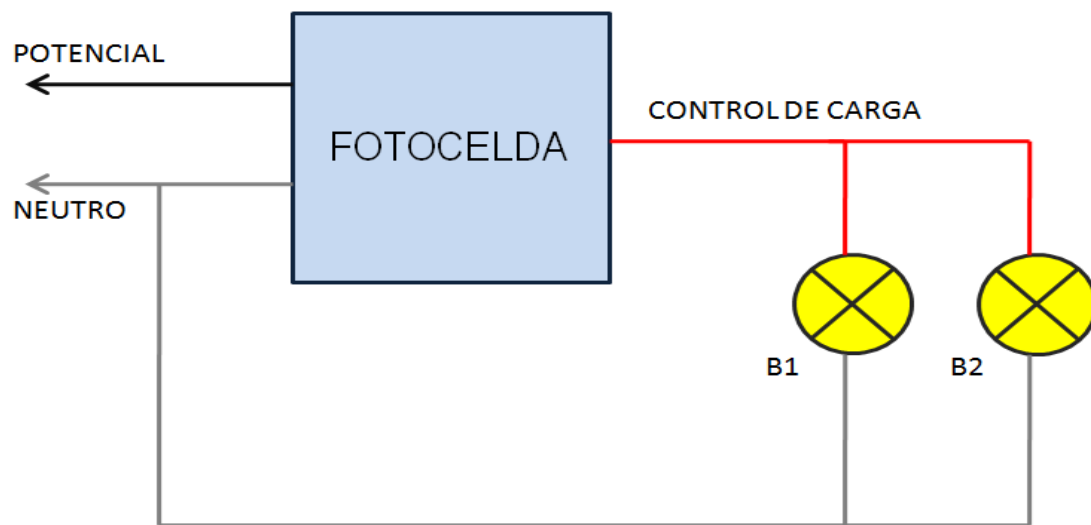 POTENCIAL
CONTROL DE CARGA
FOTOCELDA
NEUTRO
B1
B2